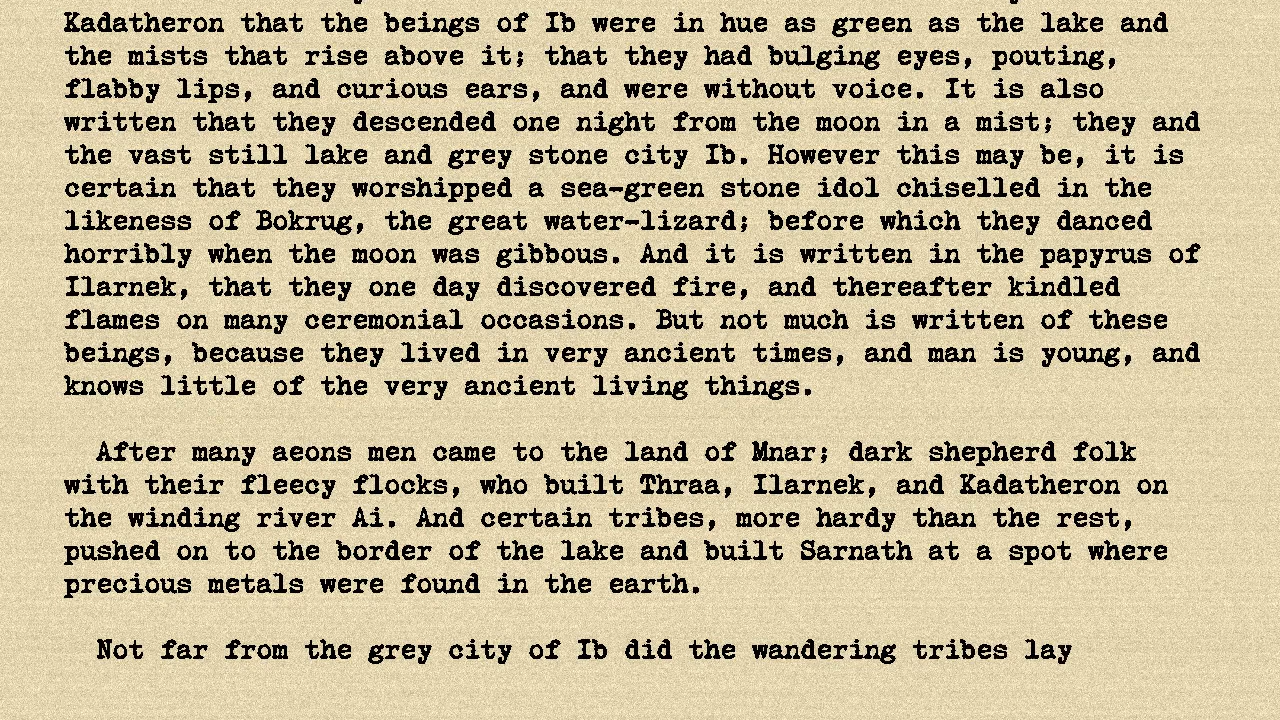 Kadatheron that the beings of Ib were in hue as green as the lake and
the mists that rise above it; that they had bulging eyes, pouting,
flabby lips, and curious ears, and were without voice. It is also
written that they descended one night from the moon in a mist; they and
the vast still lake and grey stone city Ib. However this may be, it is
certain that they worshipped a sea-green stone idol chiselled in the
likeness of Bokrug, the great water-lizard; before which they danced
horribly when the moon was gibbous. And it is written in the papyrus of
Ilarnek, that they one day discovered fire, and thereafter kindled
flames on many ceremonial occasions. But not much is written of these
beings, because they lived in very ancient times, and man is young, and
knows little of the very ancient living things.
After many aeons men came to the land of Mnar; dark shepherd folk
with their fleecy flocks, who built Thraa, Ilarnek, and Kadatheron on
the winding river Ai. And certain tribes, more hardy than the rest,
pushed on to the border of the lake and built Sarnath at a spot where
precious metals were found in the earth.
Not far from the grey city of Ib did the wandering tribes lay